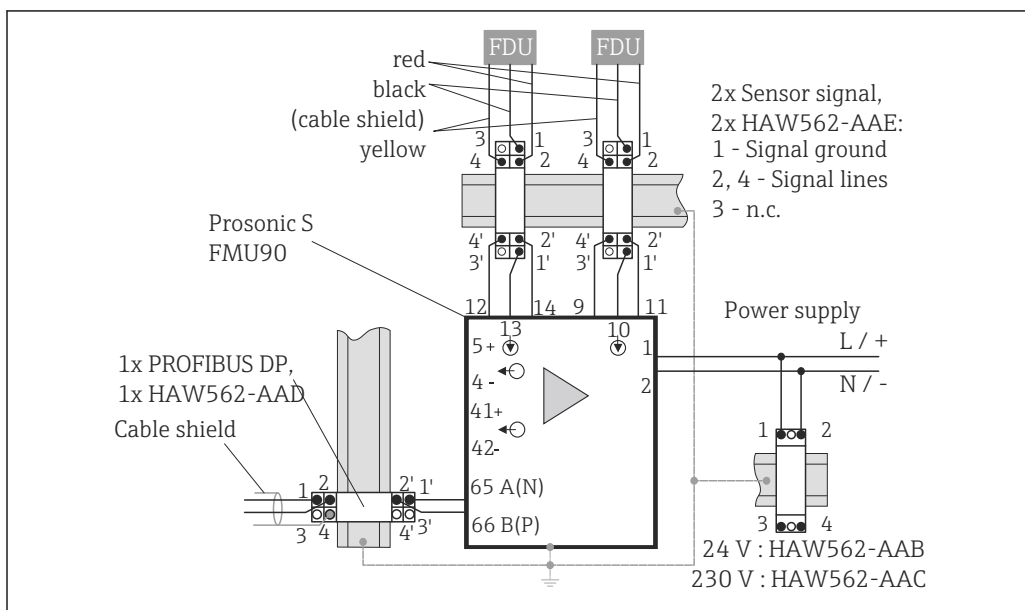 FDU FDU
red
black
(cable shield)
yellow
2x Sensor signal,
2x HAW562-AAE:
1 - Signal ground
2, 4 - Signal lines
3 - n.c.
3 1 3 1
4 2 4 2
Prosonic S
FMU90
4' 2' 4' 2'
3' 1' 3' 1'
12 14 9 11
13 10
Power supply
L / +
N / -
5+ 1
4 - 2
41+
42-
65 A(N)
66 B(P)
1x PROFIBUS DP,
1x HAW562-AAD
Cable shield
1 2 2' 1'
3 4 4' 3'
1 2
3 4
24 V : HAW562-AAB
230 V : HAW562-AAC